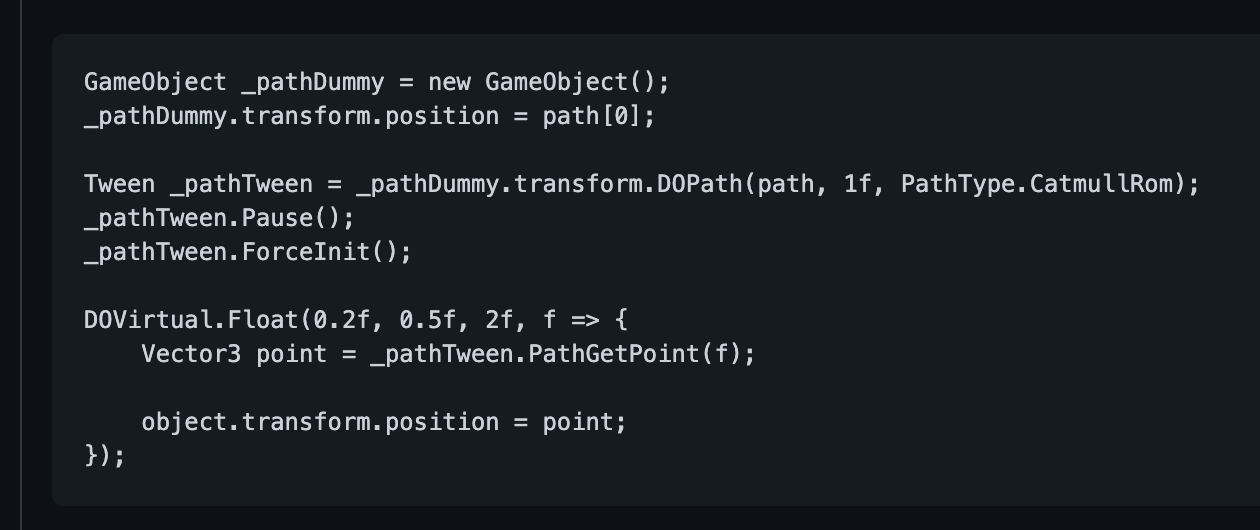 GameObject _pathDummy = new GameObject();
_pathDummy.transform.position = path[0];
Tween _pathTween = _pathDummy.transform.DOPath(path, 1f, PathType.CatmullRom);
_pathTween.Pause();
_pathTween.ForceInit();
DOVirtual.Float(0.2f, 0.5f, 2f, f => {
    Vector3 point = _pathTween.PathGetPoint(f);
    object.transform.position = point;
});